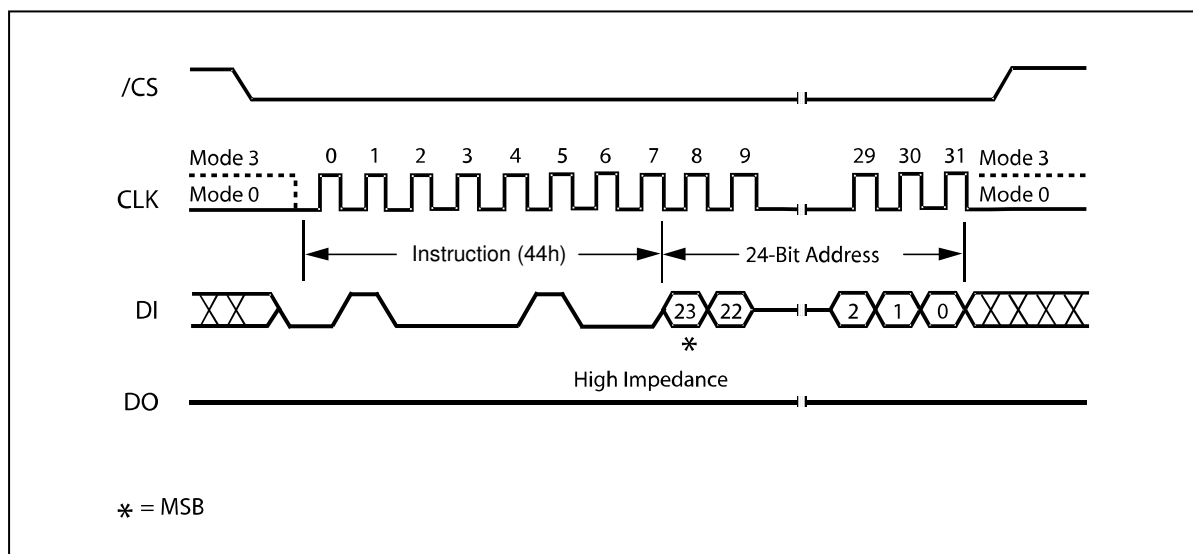 /CS
Mode 3 0 1 2 3 4 5 6 7 8 9 29 30 31 Mode 3
CLK Mode 0 Mode 0
Instruction (44h) 24-Bit Address
DI 23 22 2 1 0
*
High Impedance
DO
* = MSB